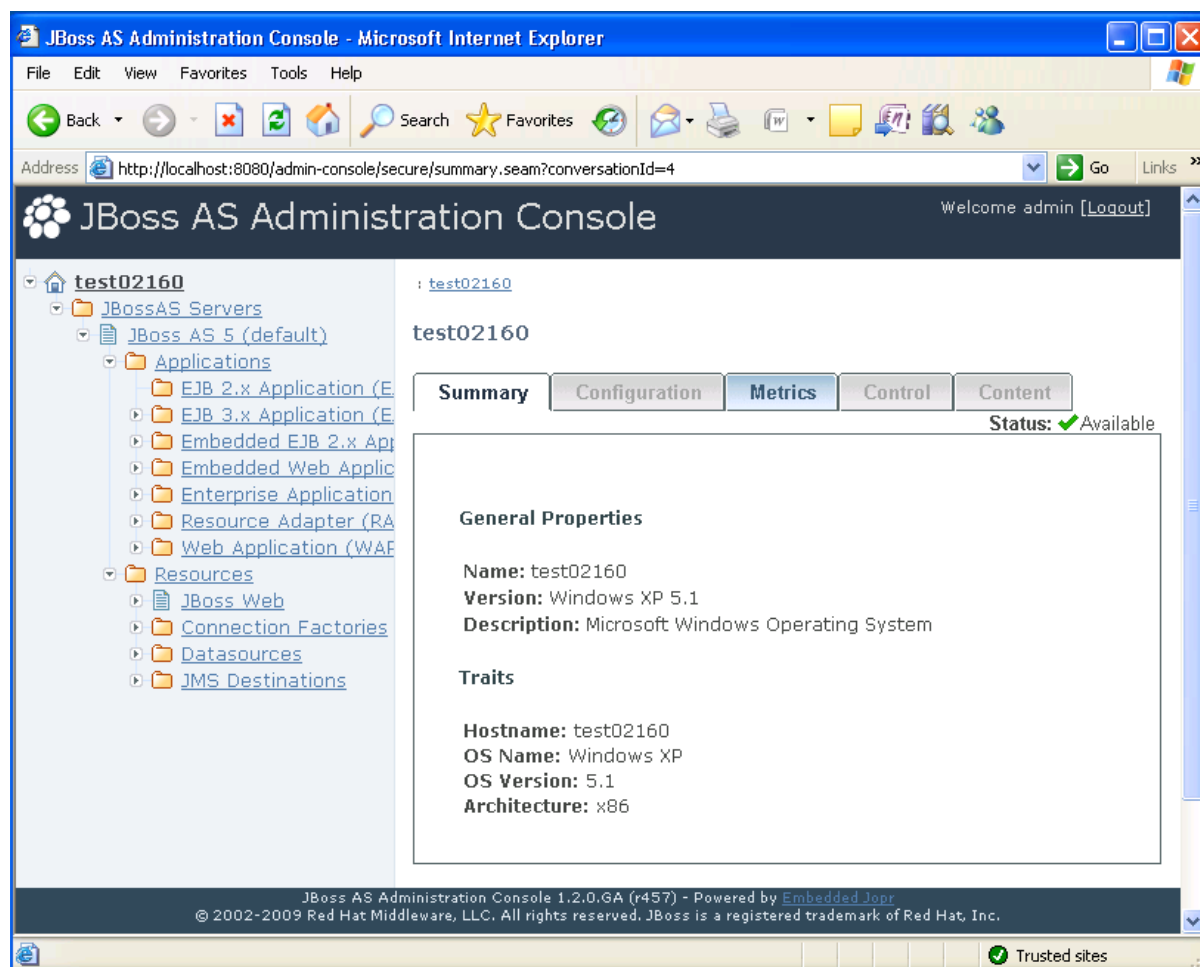 JBoss AS Administration Console - Microsoft Internet Explorer
File Edit View Favorites Tools Help
Back Search Favorites
Address http://localhost:8080/admin-console/secure/summary.seam?conversationId=4 Go Links »
JBoss AS Administration Console
Welcome admin [Logout]
test02160
JBossAS Servers
JBoss AS 5 (default)
Applications
EJB 2.x Application (E
EJB 3.x Application (E
Embedded EJB 2.x App
Embedded Web Applic
Enterprise Application
Resource Adapter (RA
Web Application (WAR
Resources
JBoss Web
Connection Factories
Datasources
JMS Destinations
: test02160
test02160
Summary Configuration Metrics Control Content
Status: Available
General Properties
Name: test02160
Version: Windows XP 5.1
Description: Microsoft Windows Operating System
Traits
Hostname: test02160
OS Name: Windows XP
OS Version: 5.1
Architecture: x86
JBoss AS Administration Console 1.2.0.GA (r457) - Powered by Embedded Jopr
© 2002-2009 Red Hat Middleware, LLC. All rights reserved. JBoss is a registered trademark of Red Hat, Inc.
Trusted sites